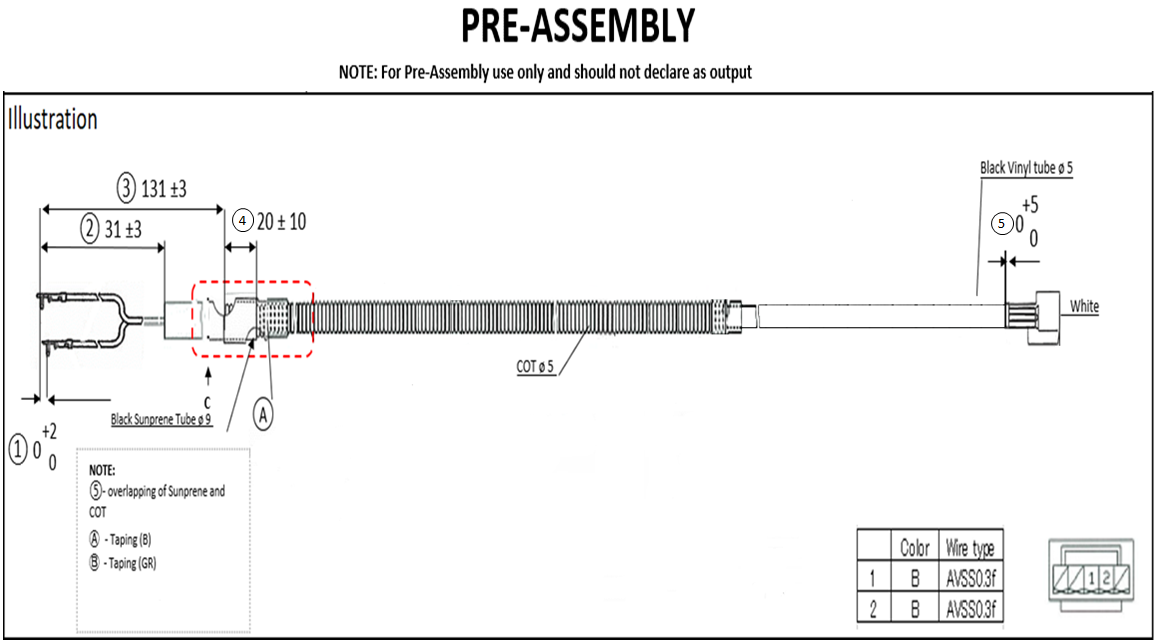 PRE-ASSEMBLY
NOTE: For Pre-Assembly use only and should not declare as output
Illustration
Black Vinyl tube ø 5
③ 131 ±3
④ 20 ± 10
② 31 ±3
⑤ 0 +5 0
White
COT ø 5
C
Black Sunprene Tube ø 9
A
① 0 +2 0
NOTE:
⑤- overlapping of Sunprene and
COT
Ⓐ - Taping (B)
Ⓑ - Taping (GR)
Color Wire type
1 B AVSS0.3f
2 B AVSS0.3f
1 2